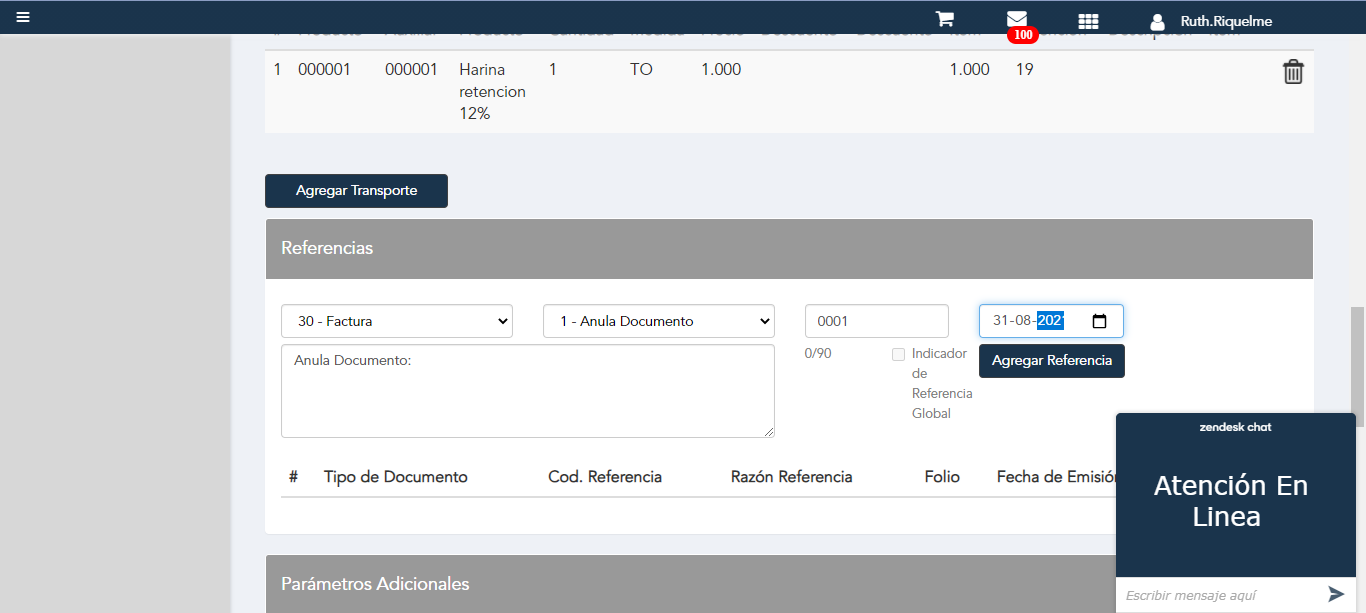 Ruth.Riquelme
100
1 000001 000001 Harina 1 TO 1.000 1.000 19
retencion
12%
Agregar Transporte
Referencias
30 - Factura 1 - Anula Documento 0001 31-08-2021
Anula Documento: 0/90 Indicador Agregar Referencia
de
Referencia
Global
zendesk chat
# Tipo de Documento Cod. Referencia Razón Referencia Folio Fecha de Emisión
Atención En
Linea
Parámetros Adicionales
Escribir mensaje aquí